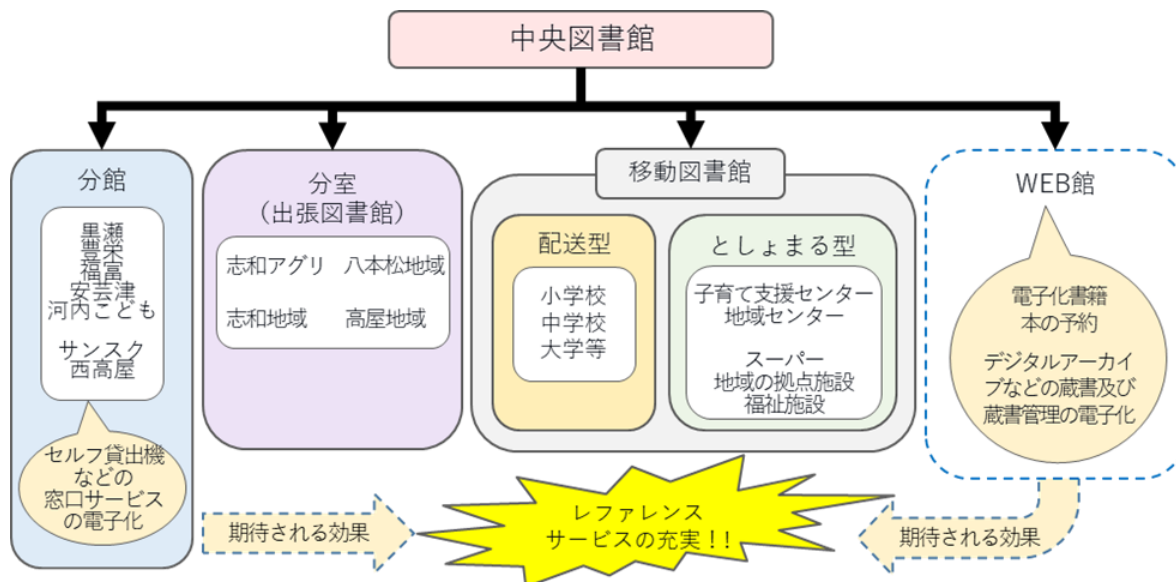 中央図書館
分館
黒瀬
豊栄
福富
安芸津
河内こども
サンスク
西高屋
セルフ貸出機
などの
窓口サービス
の電子化
分室
（出張図書館）
志和アグリ 八本松地域
志和地域 高屋地域
移動図書館
配送型
小学校
中学校
大学等
としょまる型
子育て支援センター
地域センター
スーパー
地域の拠点施設
福祉施設
WEB館
電子化書籍
本の予約
デジタルアーカイ
ブなどの蔵書及び
蔵書管理の電子化
期待される効果
レファレンス
サービスの充実！！
期待される効果